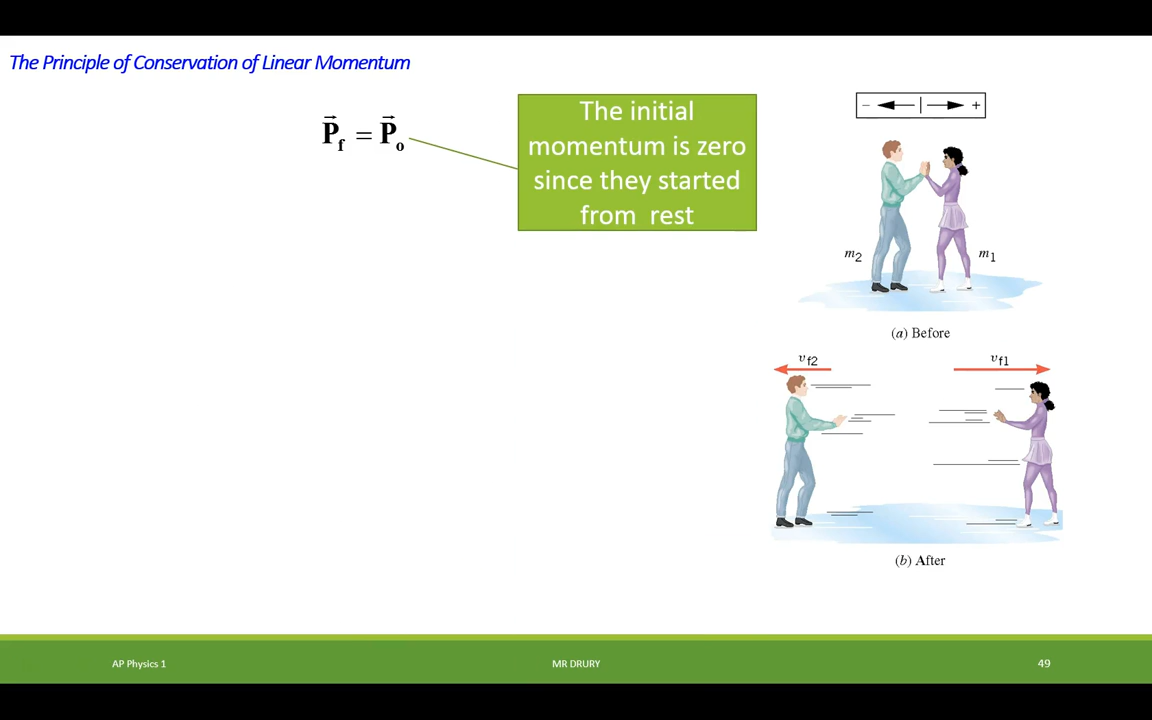 The Principle of Conservation of Linear Momentum
P⃗f = P⃗o
The initial
momentum is zero
since they started
from rest
− +
m2 m1
(a) Before
vf2 vf1
(b) After
AP Physics 1 MR DRURY 49